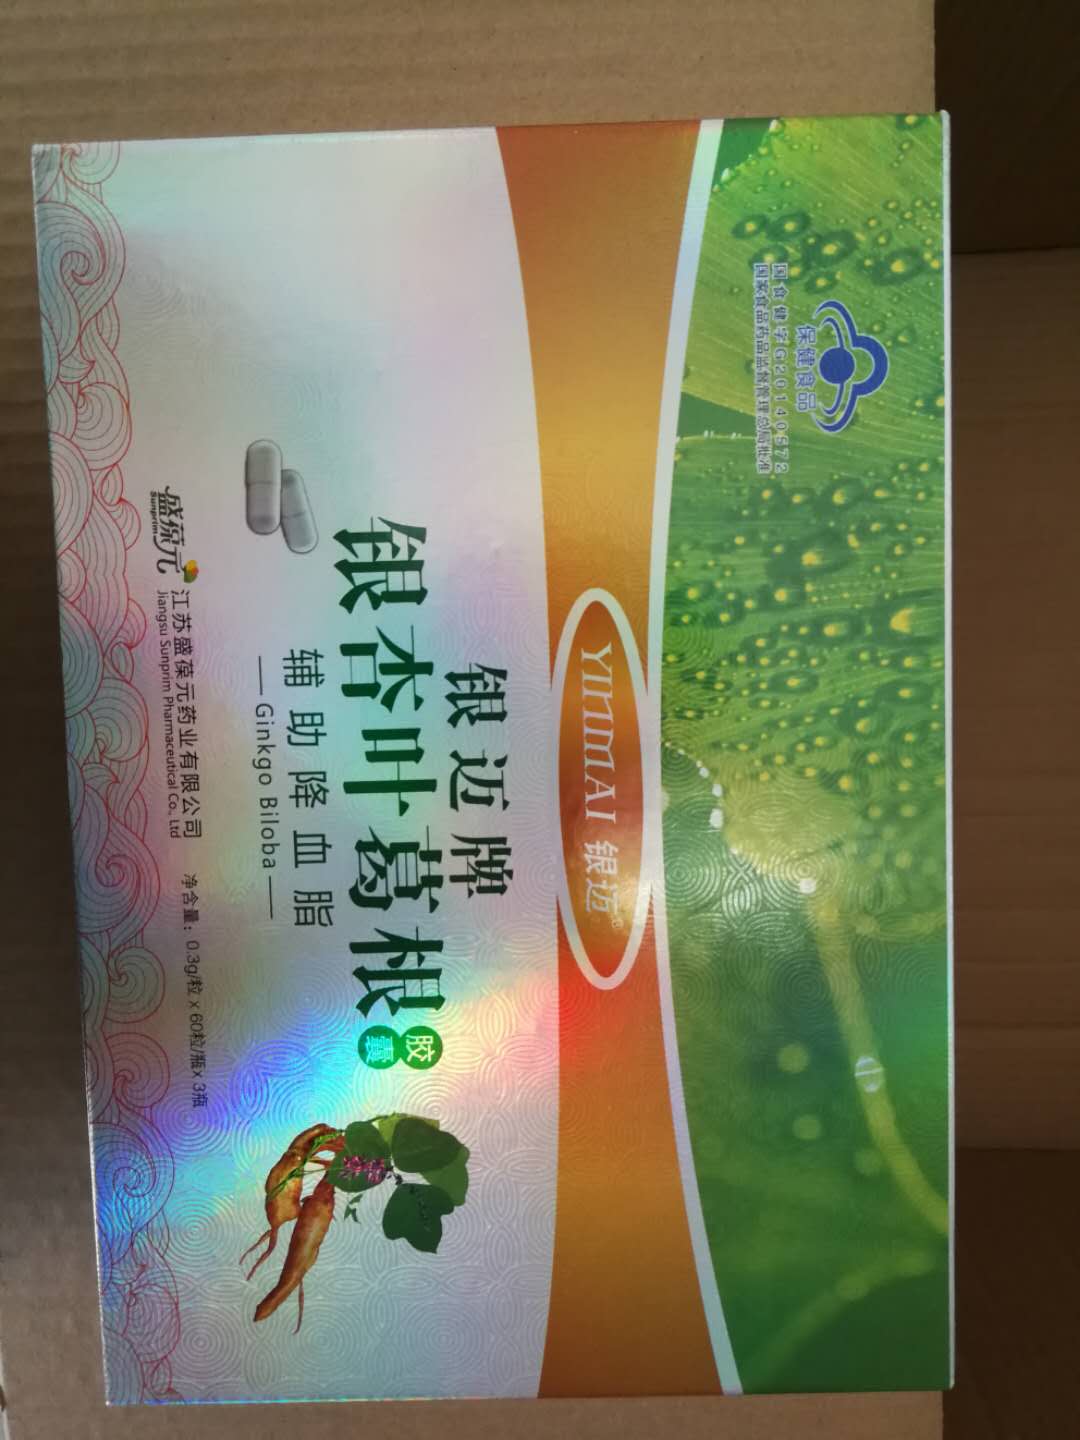 保健食品
国食健字G20140572
国家食品药品监督管理总局批准
YINMAI 银迈®
银迈牌
银杏叶葛根
胶囊
辅助降血脂
Ginkgo Biloba
盛葆元
Sunprim
江苏盛葆元药业有限公司
Jiangsu Sunprim Pharmaceutical Co., Ltd
净含量：0.3g/粒 x 60粒/瓶x 3瓶